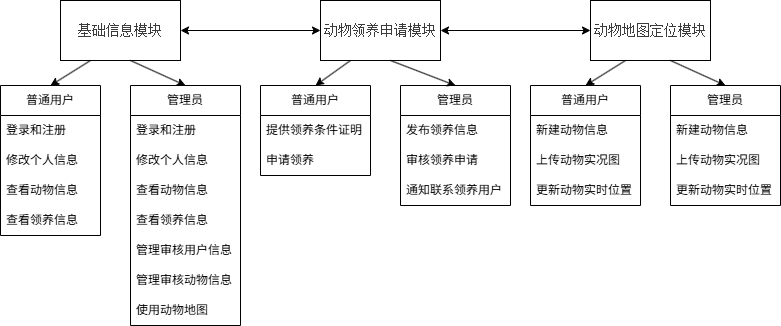 基础信息模块
动物领养申请模块
动物地图定位模块
普通用户
登录和注册
修改个人信息
查看动物信息
查看领养信息
管理员
登录和注册
修改个人信息
查看动物信息
查看领养信息
管理审核用户信息
管理审核动物信息
使用动物地图
普通用户
提供领养条件证明
申请领养
管理员
发布领养信息
审核领养申请
通知联系领养用户
普通用户
新建动物信息
上传动物实况图
更新动物实时位置
管理员
新建动物信息
上传动物实况图
更新动物实时位置